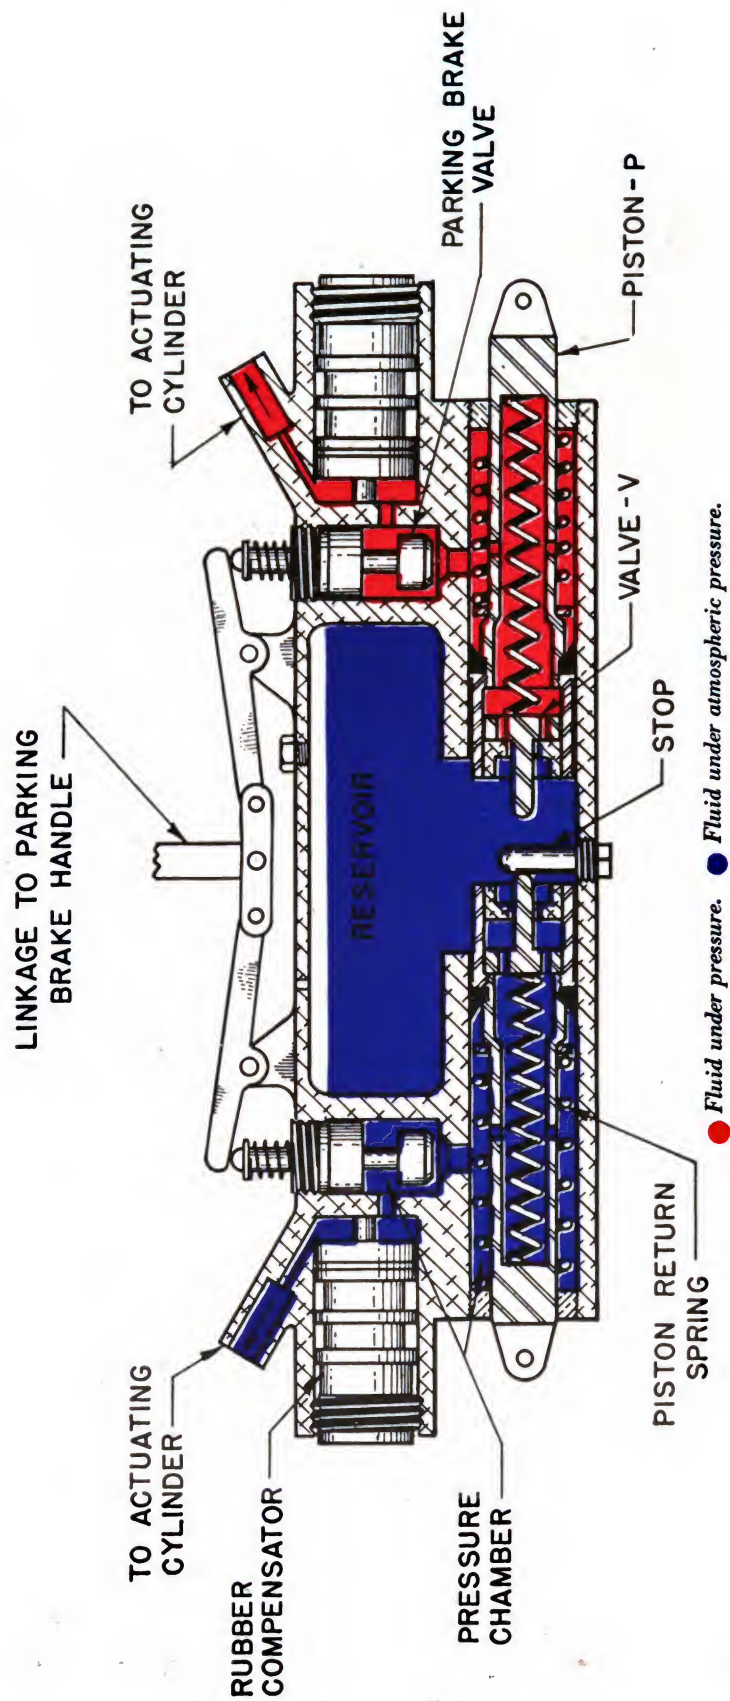 LINKAGE TO PARKING
BRAKE HANDLE
TO ACTUATING
CYLINDER
TO ACTUATING
CYLINDER
RUBBER
COMPENSATOR
PRESSURE
CHAMBER
RESERVOIR
PARKING BRAKE
VALVE
PISTON-P
VALVE-V
STOP
PISTON RETURN
SPRING
Fluid under pressure. Fluid under atmospheric pressure.